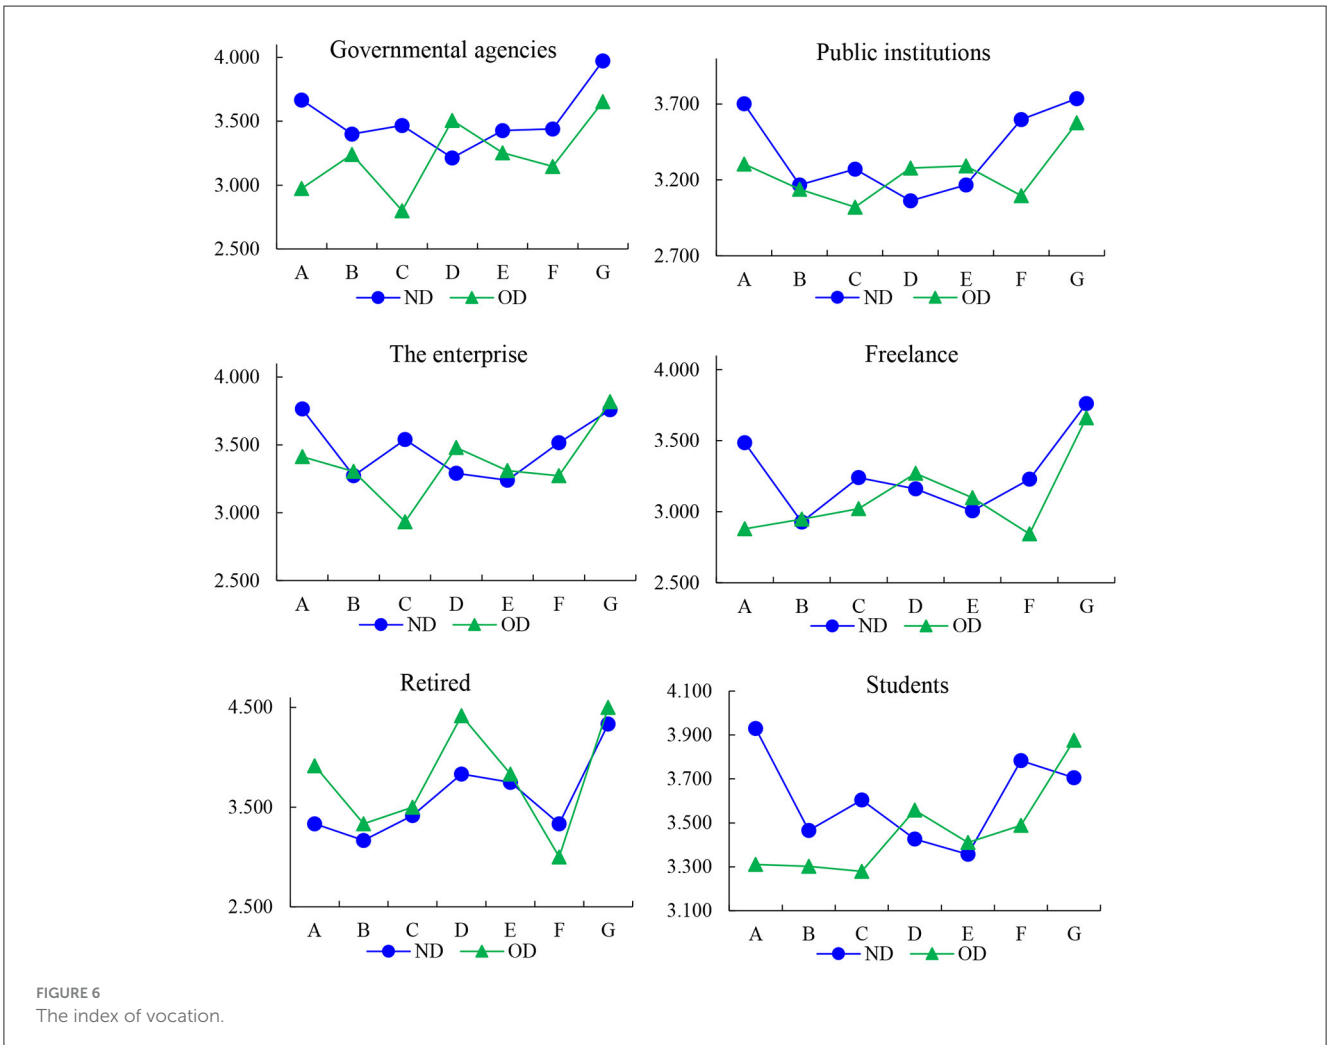 Governmental agencies
4.000
3.500
3.000
2.500
A B C D E F G
ND OD
Public institutions
3.700
3.200
2.700
A B C D E F G
ND OD
The enterprise
4.000
3.500
3.000
2.500
A B C D E F G
ND OD
Freelance
4.000
3.500
3.000
2.500
A B C D E F G
ND OD
Retired
4.500
3.500
2.500
A B C D E F G
ND OD
Students
4.100
3.900
3.700
3.500
3.300
3.100
A B C D E F G
ND OD
FIGURE 6
The index of vocation.